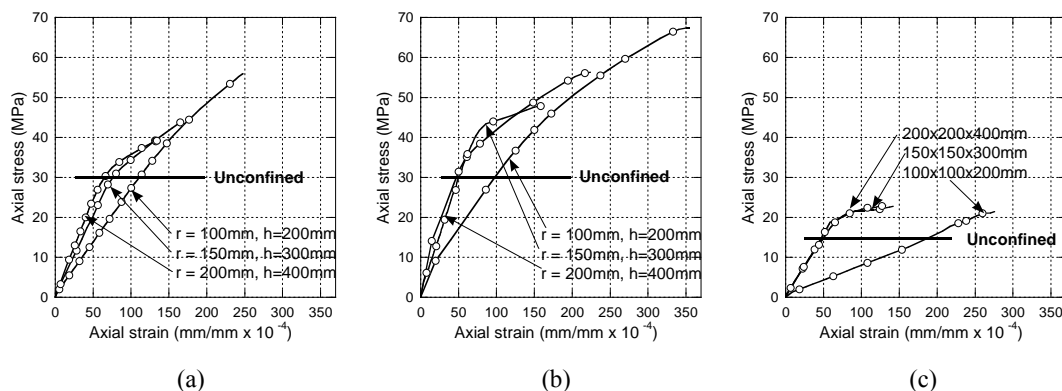 70
60
50
40
30
20
10
0
Axial stress (MPa)
Unconfined
r = 100mm, h=200mm
r = 150mm, h=300mm
r = 200mm, h=400mm
0 50 100 150 200 250 300 350
Axial strain (mm/mm x 10⁻⁴)
(a)
70
60
50
40
30
20
10
0
Axial stress (MPa)
Unconfined
r = 100mm, h=200mm
r = 150mm, h=300mm
r = 200mm, h=400mm
0 50 100 150 200 250 300 350
Axial strain (mm/mm x 10⁻⁴)
(b)
70
60
50
40
30
20
10
0
Axial stress (MPa)
200x200x400mm
150x150x300mm
100x100x200mm
Unconfined
0 50 100 150 200 250 300 350
Axial strain (mm/mm x 10⁻⁴)
(c)